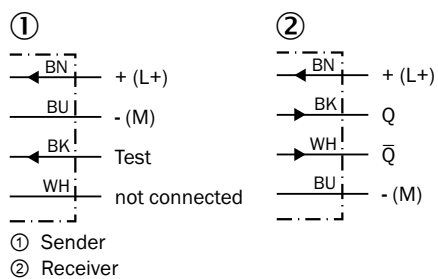 ①
BN + (L+)
BU - (M)
BK Test
WH not connected
②
BN + (L+)
BK Q
WH Q̅
BU - (M)
① Sender
② Receiver